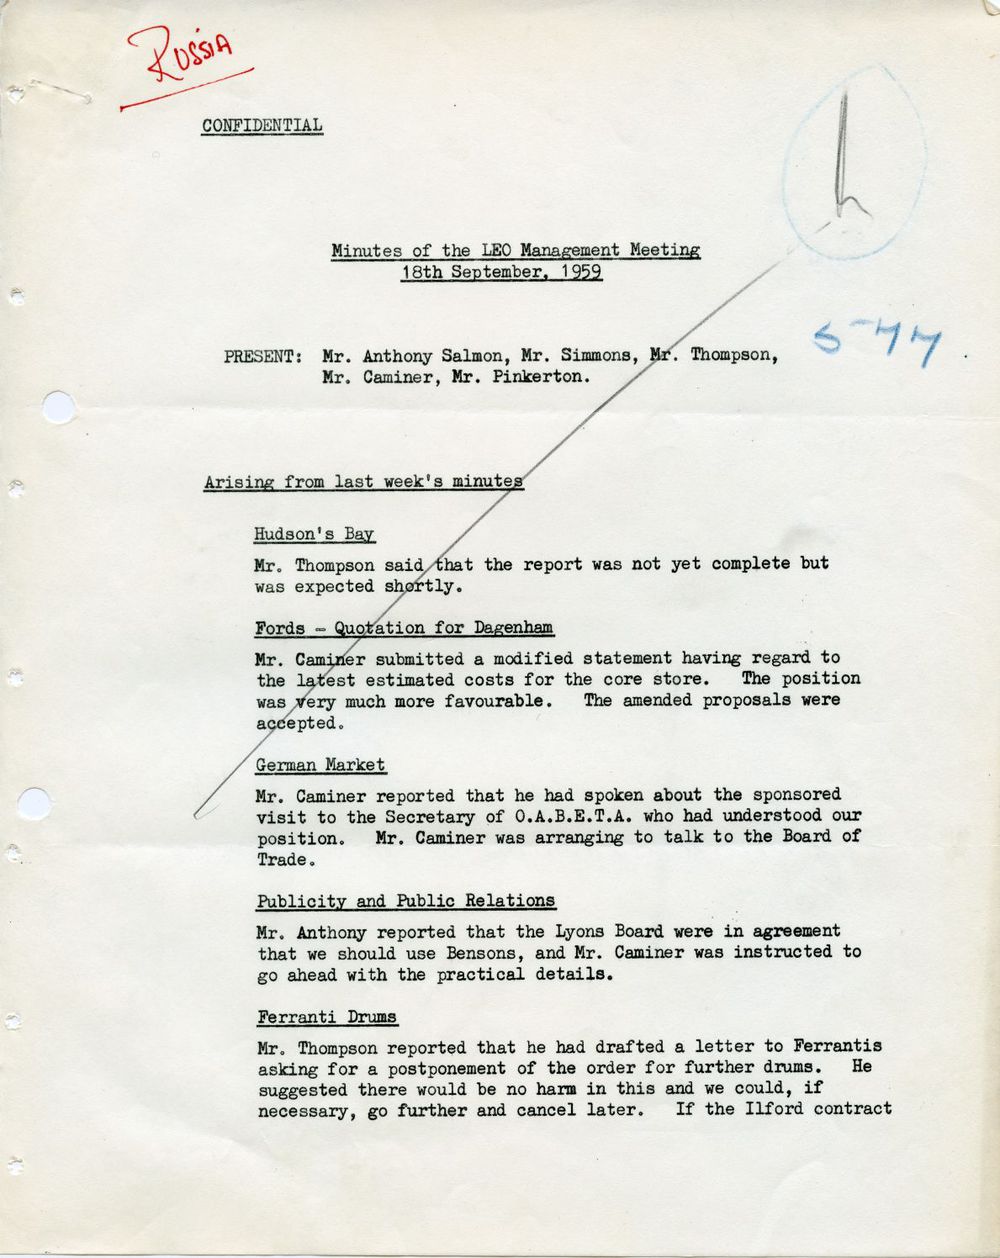 RUSSIA
CONFIDENTIAL
Minutes of the LEO Management Meeting
18th September, 1959
PRESENT: Mr. Anthony Salmon, Mr. Simmons, Mr. Thompson,
Mr. Caminer, Mr. Pinkerton.
Arising from last week's minutes
Hudson's Bay
Mr. Thompson said that the report was not yet complete but
was expected shortly.
Fords - Quotation for Dagenham
Mr. Caminer submitted a modified statement having regard to
the latest estimated costs for the core store. The position
was very much more favourable. The amended proposals were
accepted.
German Market
Mr. Caminer reported that he had spoken about the sponsored
visit to the Secretary of O.A.B.E.T.A. who had understood our
position. Mr. Caminer was arranging to talk to the Board of
Trade.
Publicity and Public Relations
Mr. Anthony reported that the Lyons Board were in agreement
that we should use Bensons, and Mr. Caminer was instructed to
go ahead with the practical details.
Ferranti Drums
Mr. Thompson reported that he had drafted a letter to Ferrantis
asking for a postponement of the order for further drums. He
suggested there would be no harm in this and we could, if
necessary, go further and cancel later. If the Ilford contract